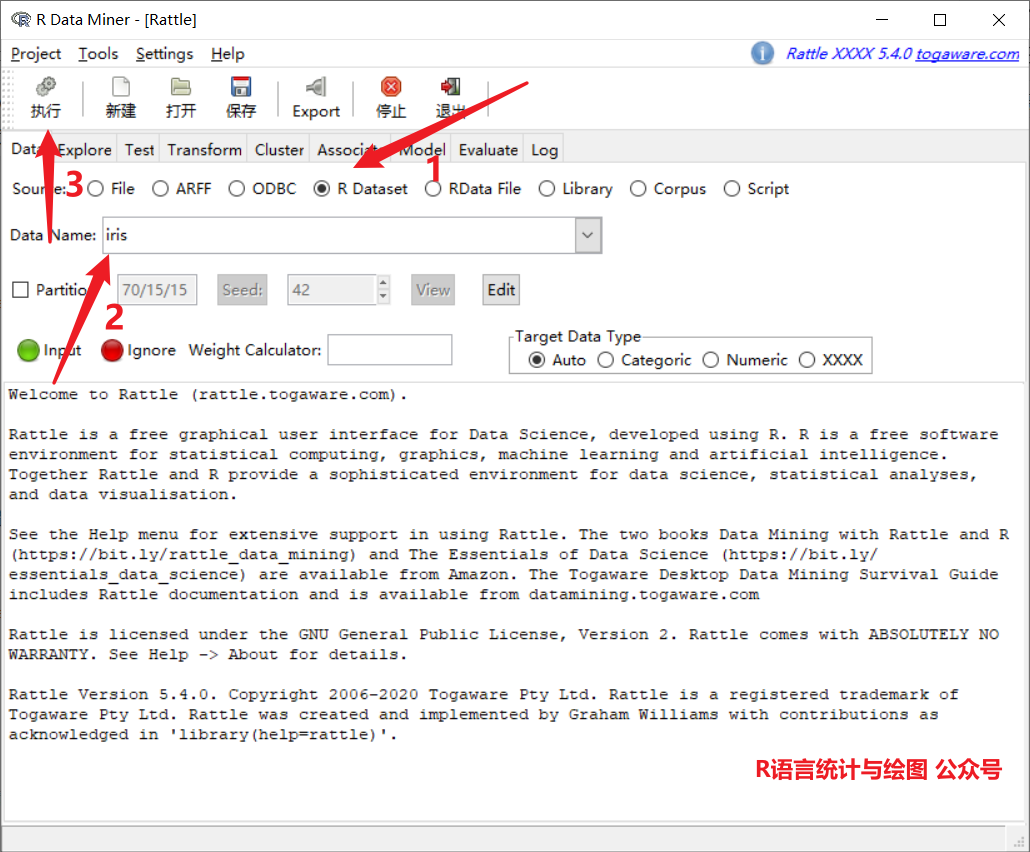 R Data Miner - [Rattle]
Project Tools Settings Help
Rattle XXXX 5.4.0 togaware.com
执行 新建 打开 保存 Export 停止 退出
Data Explore Test Transform Cluster Associate Model Evaluate Log
1
Source: File ARFF ODBC R Dataset RData File Library Corpus Script
3
Data Name: iris
Partition 70/15/15 Seed: 42 View Edit
2
Input Ignore Weight Calculator:
Target Data Type
Auto Categoric Numeric XXXX
Welcome to Rattle (rattle.togaware.com).
Rattle is a free graphical user interface for Data Science, developed using R. R is a free software
environment for statistical computing, graphics, machine learning and artificial intelligence.
Together Rattle and R provide a sophisticated environment for data science, statistical analyses,
and data visualisation.
See the Help menu for extensive support in using Rattle. The two books Data Mining with Rattle and R
(https://bit.ly/rattle_data_mining) and The Essentials of Data Science (https://bit.ly/
essentials_data_science) are available from Amazon. The Togaware Desktop Data Mining Survival Guide
includes Rattle documentation and is available from datamining.togaware.com
Rattle is licensed under the GNU General Public License, Version 2. Rattle comes with ABSOLUTELY NO
WARRANTY. See Help -> About for details.
Rattle Version 5.4.0. Copyright 2006-2020 Togaware Pty Ltd. Rattle is a registered trademark of
Togaware Pty Ltd. Rattle was created and implemented by Graham Williams with contributions as
acknowledged in 'library(help=rattle)'.
R语言统计与绘图 公众号